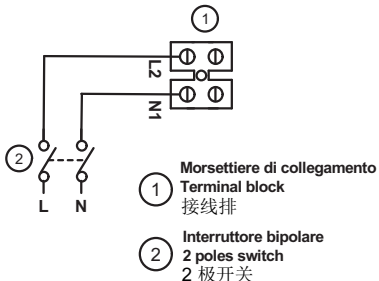 1
L2
N1
2
L N
1
Morsettiere di collegamento
Terminal block
接线排
2
Interruttore bipolare
2 poles switch
2 极开关